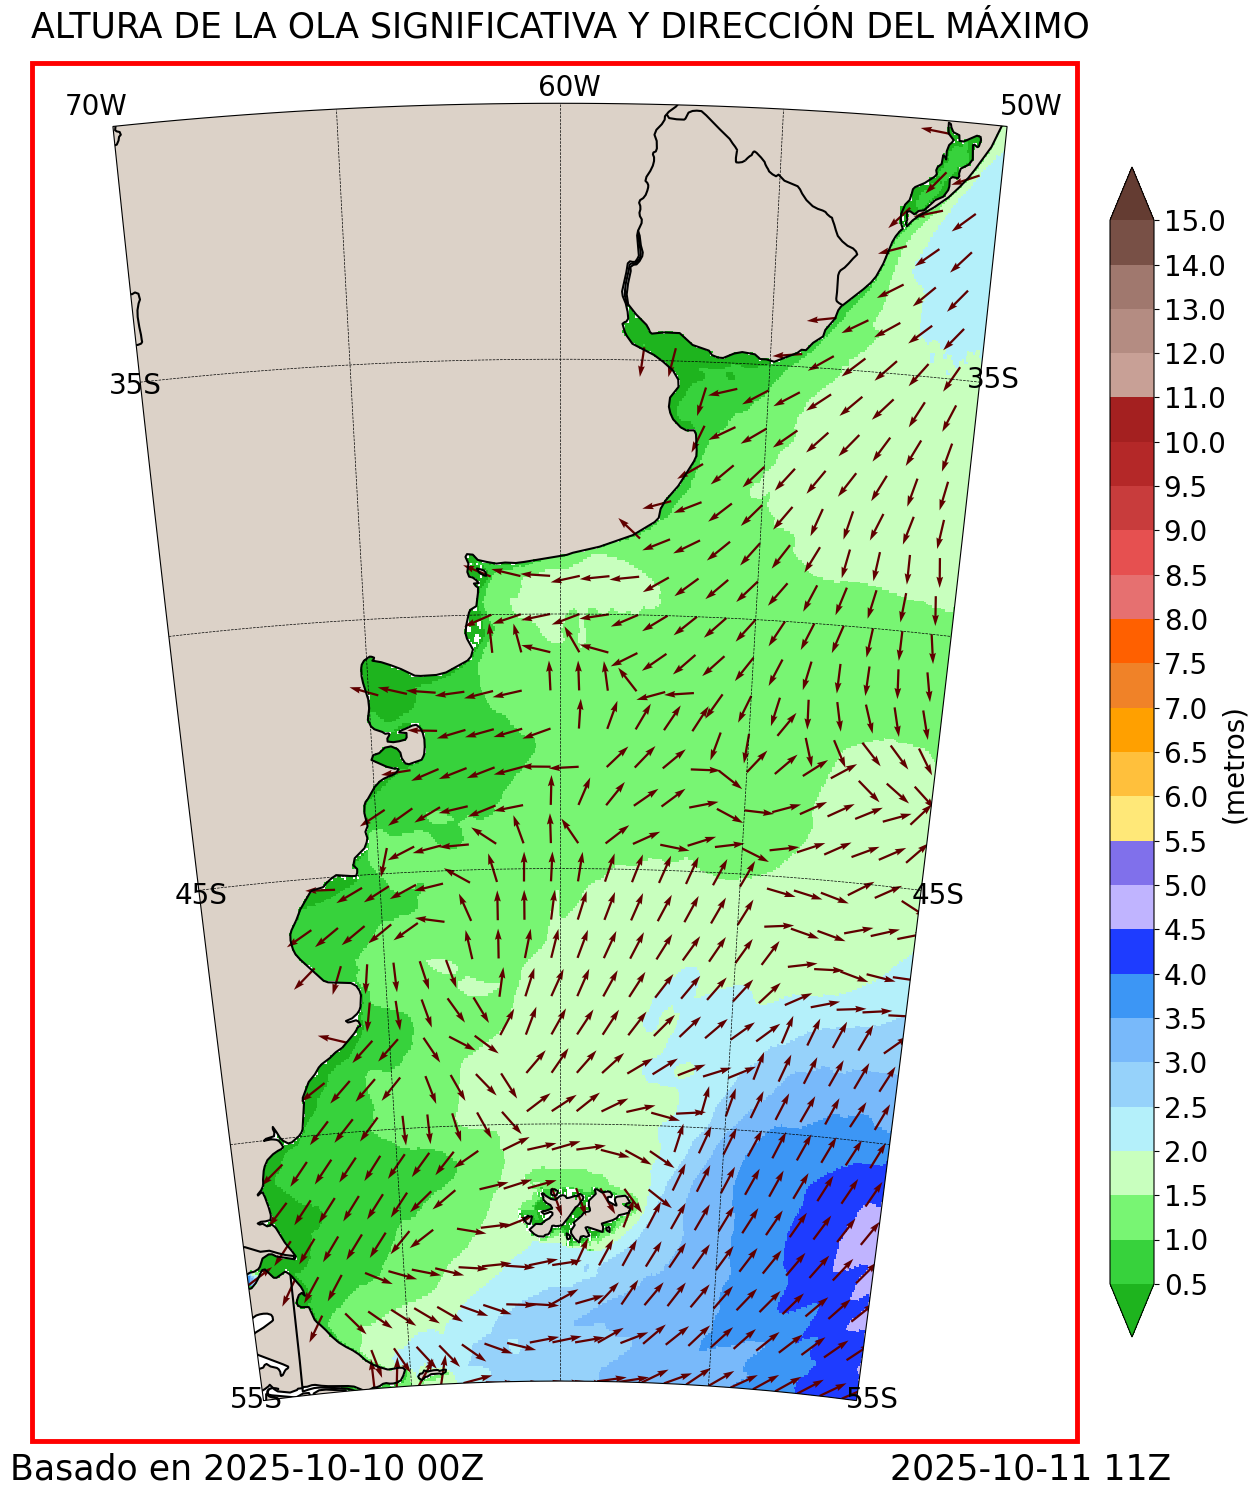 ALTURA DE LA OLA SIGNIFICATIVA Y DIRECCIÓN DEL MÁXIMO
70W
60W
50W
35S
35S
45S
45S
55S
55S
15.0
14.0
13.0
12.0
11.0
10.0
9.5
9.0
8.5
8.0
7.5
7.0
6.5
6.0
5.5
5.0
4.5
4.0
3.5
3.0
2.5
2.0
1.5
1.0
0.5
(metros)
Basado en 2025-10-10 00Z
2025-10-11 11Z